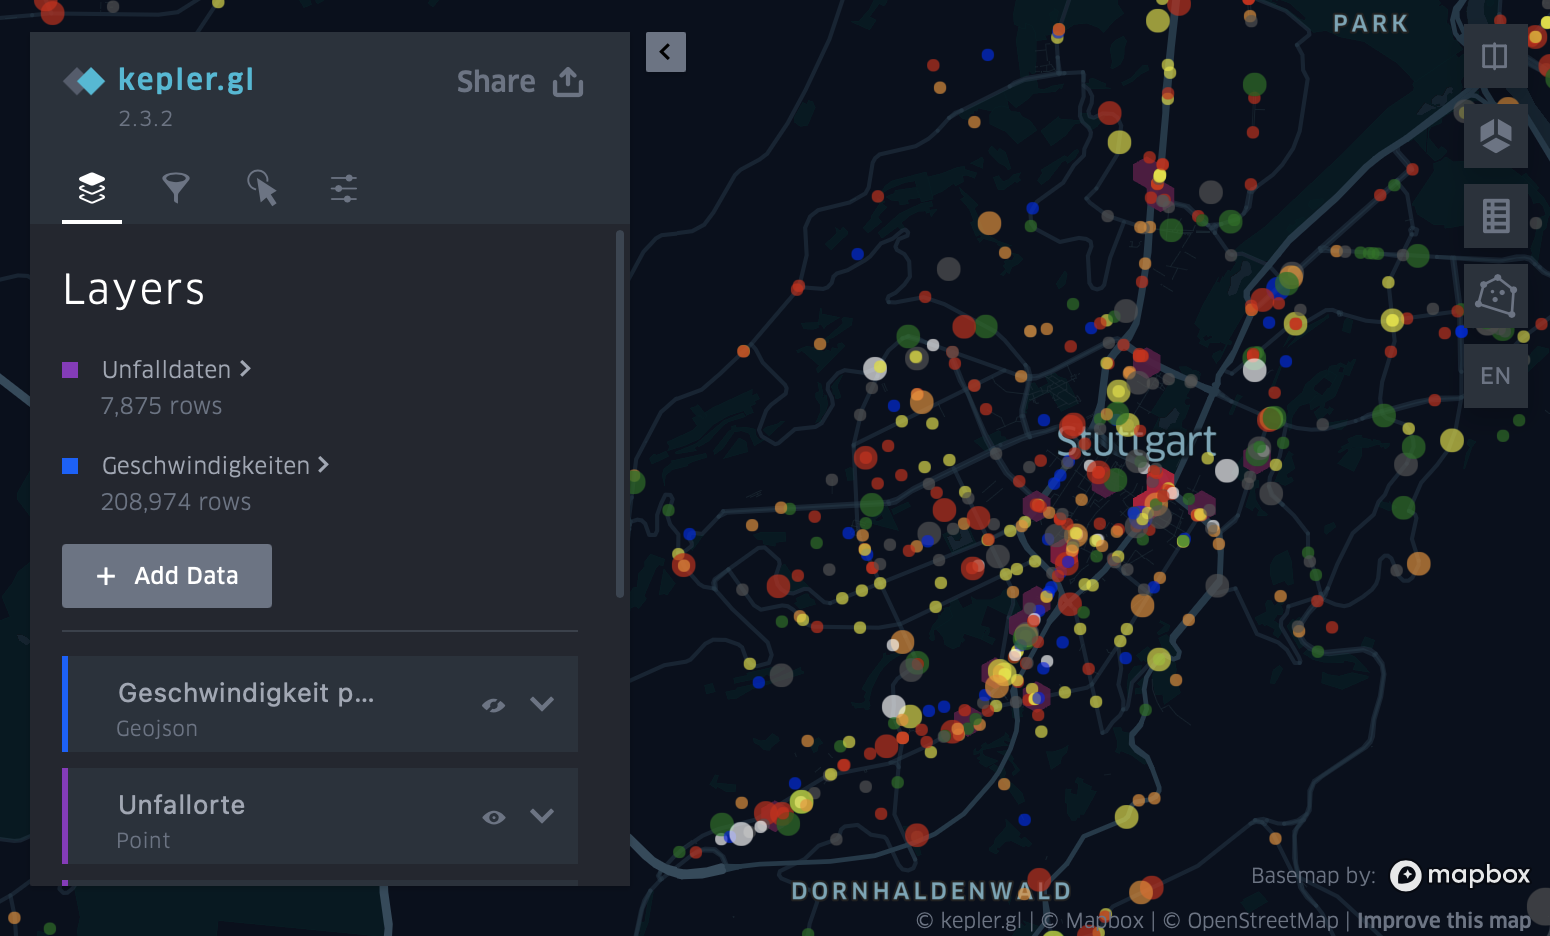 kepler.gl
2.3.2
Share
Layers
Unfalldaten
7,875 rows
Geschwindigkeiten
208,974 rows
+ Add Data
Geschwindigkeit p...
Geojson
Unfallorte
Point
PARK
EN
Stuttgart
DORNHALDENWALD
Basemap by: mapbox
© kepler.gl | © Mapbox | © OpenStreetMap | Improve this map